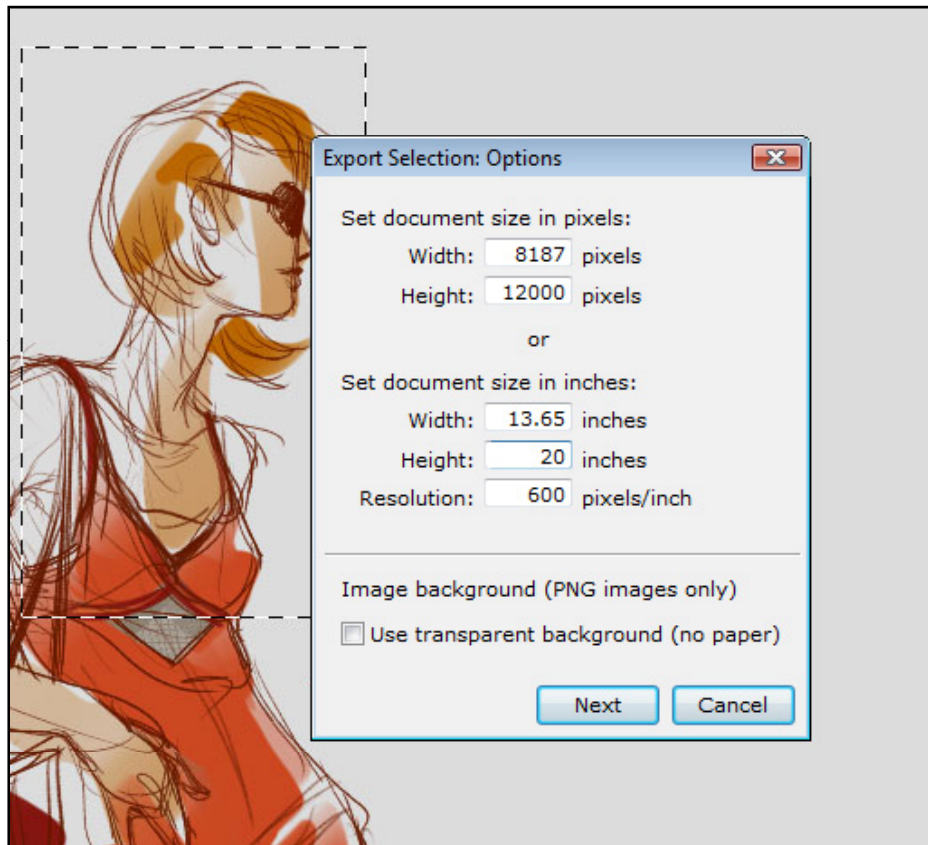 Export Selection: Options
Set document size in pixels:
Width: 8187 pixels
Height: 12000 pixels
or
Set document size in inches:
Width: 13.65 inches
Height: 20 inches
Resolution: 600 pixels/inch
Image background (PNG images only)
Use transparent background (no paper)
Next Cancel